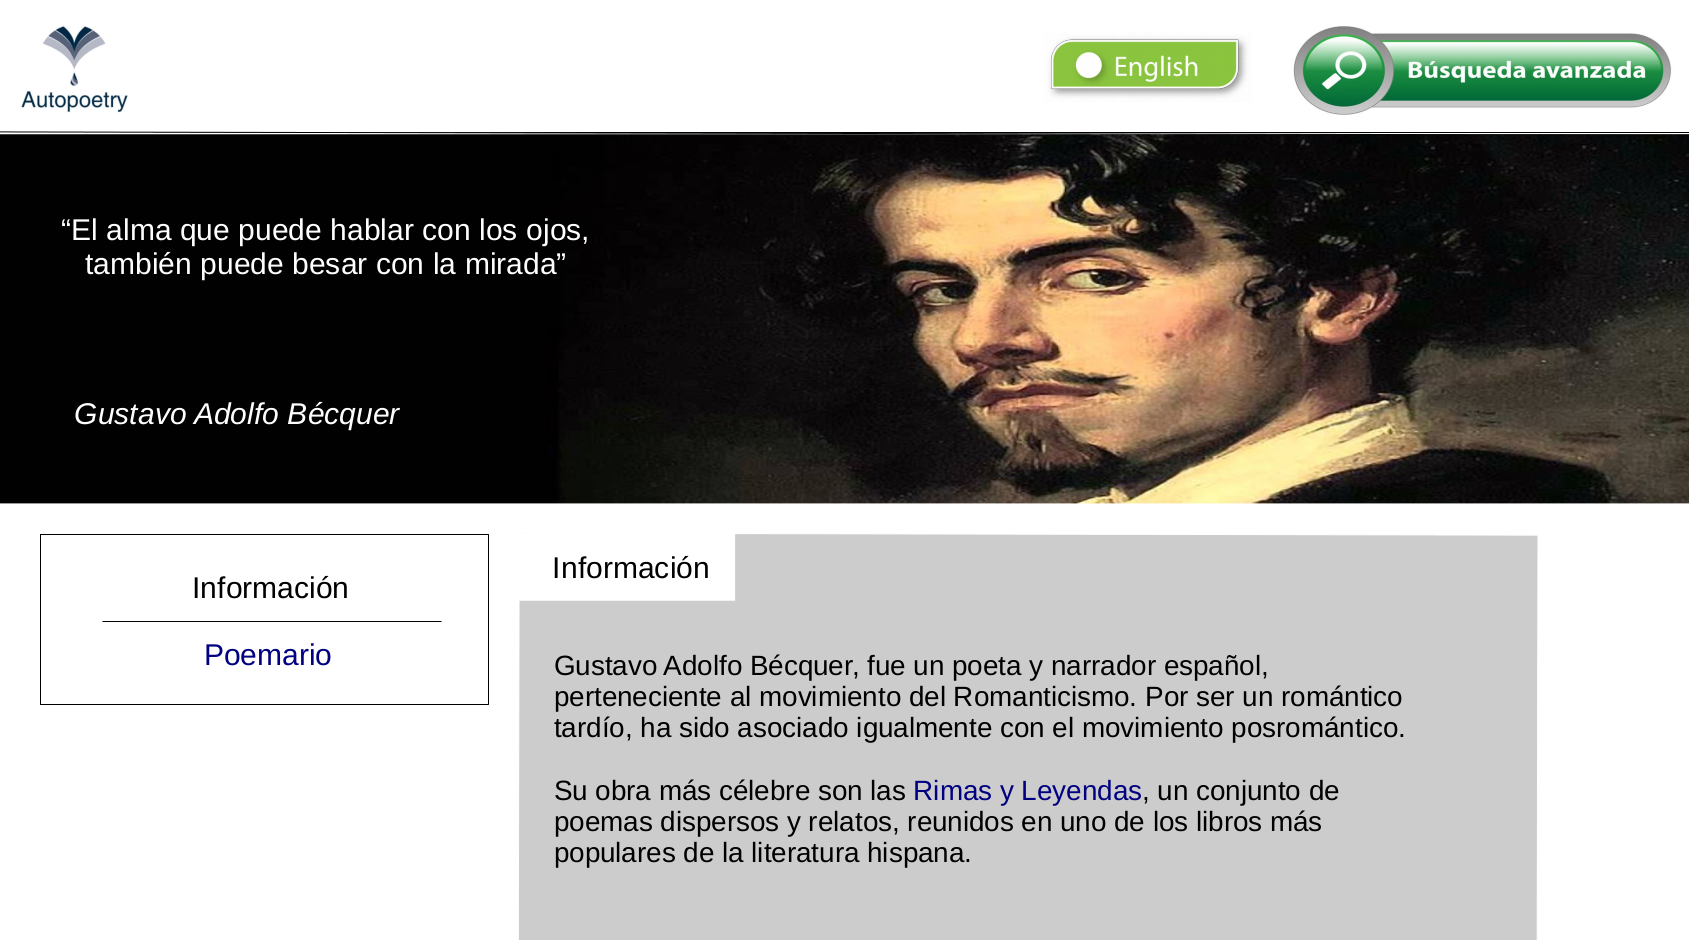 Autopoetry
English
Búsqueda avanzada
“El alma que puede hablar con los ojos,
también puede besar con la mirada”
Gustavo Adolfo Bécquer
Información
Poemario
Información
Gustavo Adolfo Bécquer, fue un poeta y narrador español,
perteneciente al movimiento del Romanticismo. Por ser un romántico
tardío, ha sido asociado igualmente con el movimiento posromántico.
Su obra más célebre son las Rimas y Leyendas, un conjunto de
poemas dispersos y relatos, reunidos en uno de los libros más
populares de la literatura hispana.